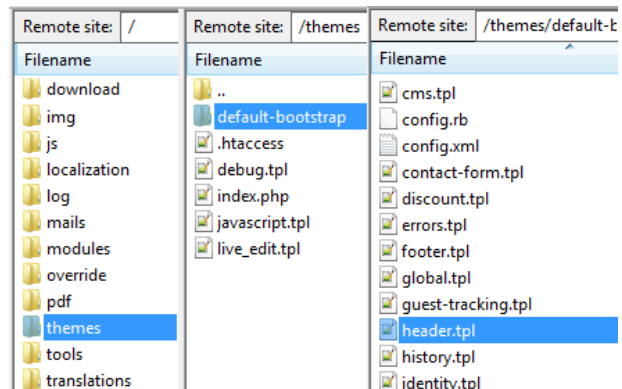 Remote site: /
Filename
download
img
js
localization
log
mails
modules
override
pdf
themes
tools
translations
Remote site: /themes
Filename
..
default-bootstrap
.htaccess
debug.tpl
index.php
javascript.tpl
live_edit.tpl
Remote site: /themes/default-b
Filename
cms.tpl
config.rb
config.xml
contact-form.tpl
discount.tpl
errors.tpl
footer.tpl
global.tpl
guest-tracking.tpl
header.tpl
history.tpl
identity.tpl